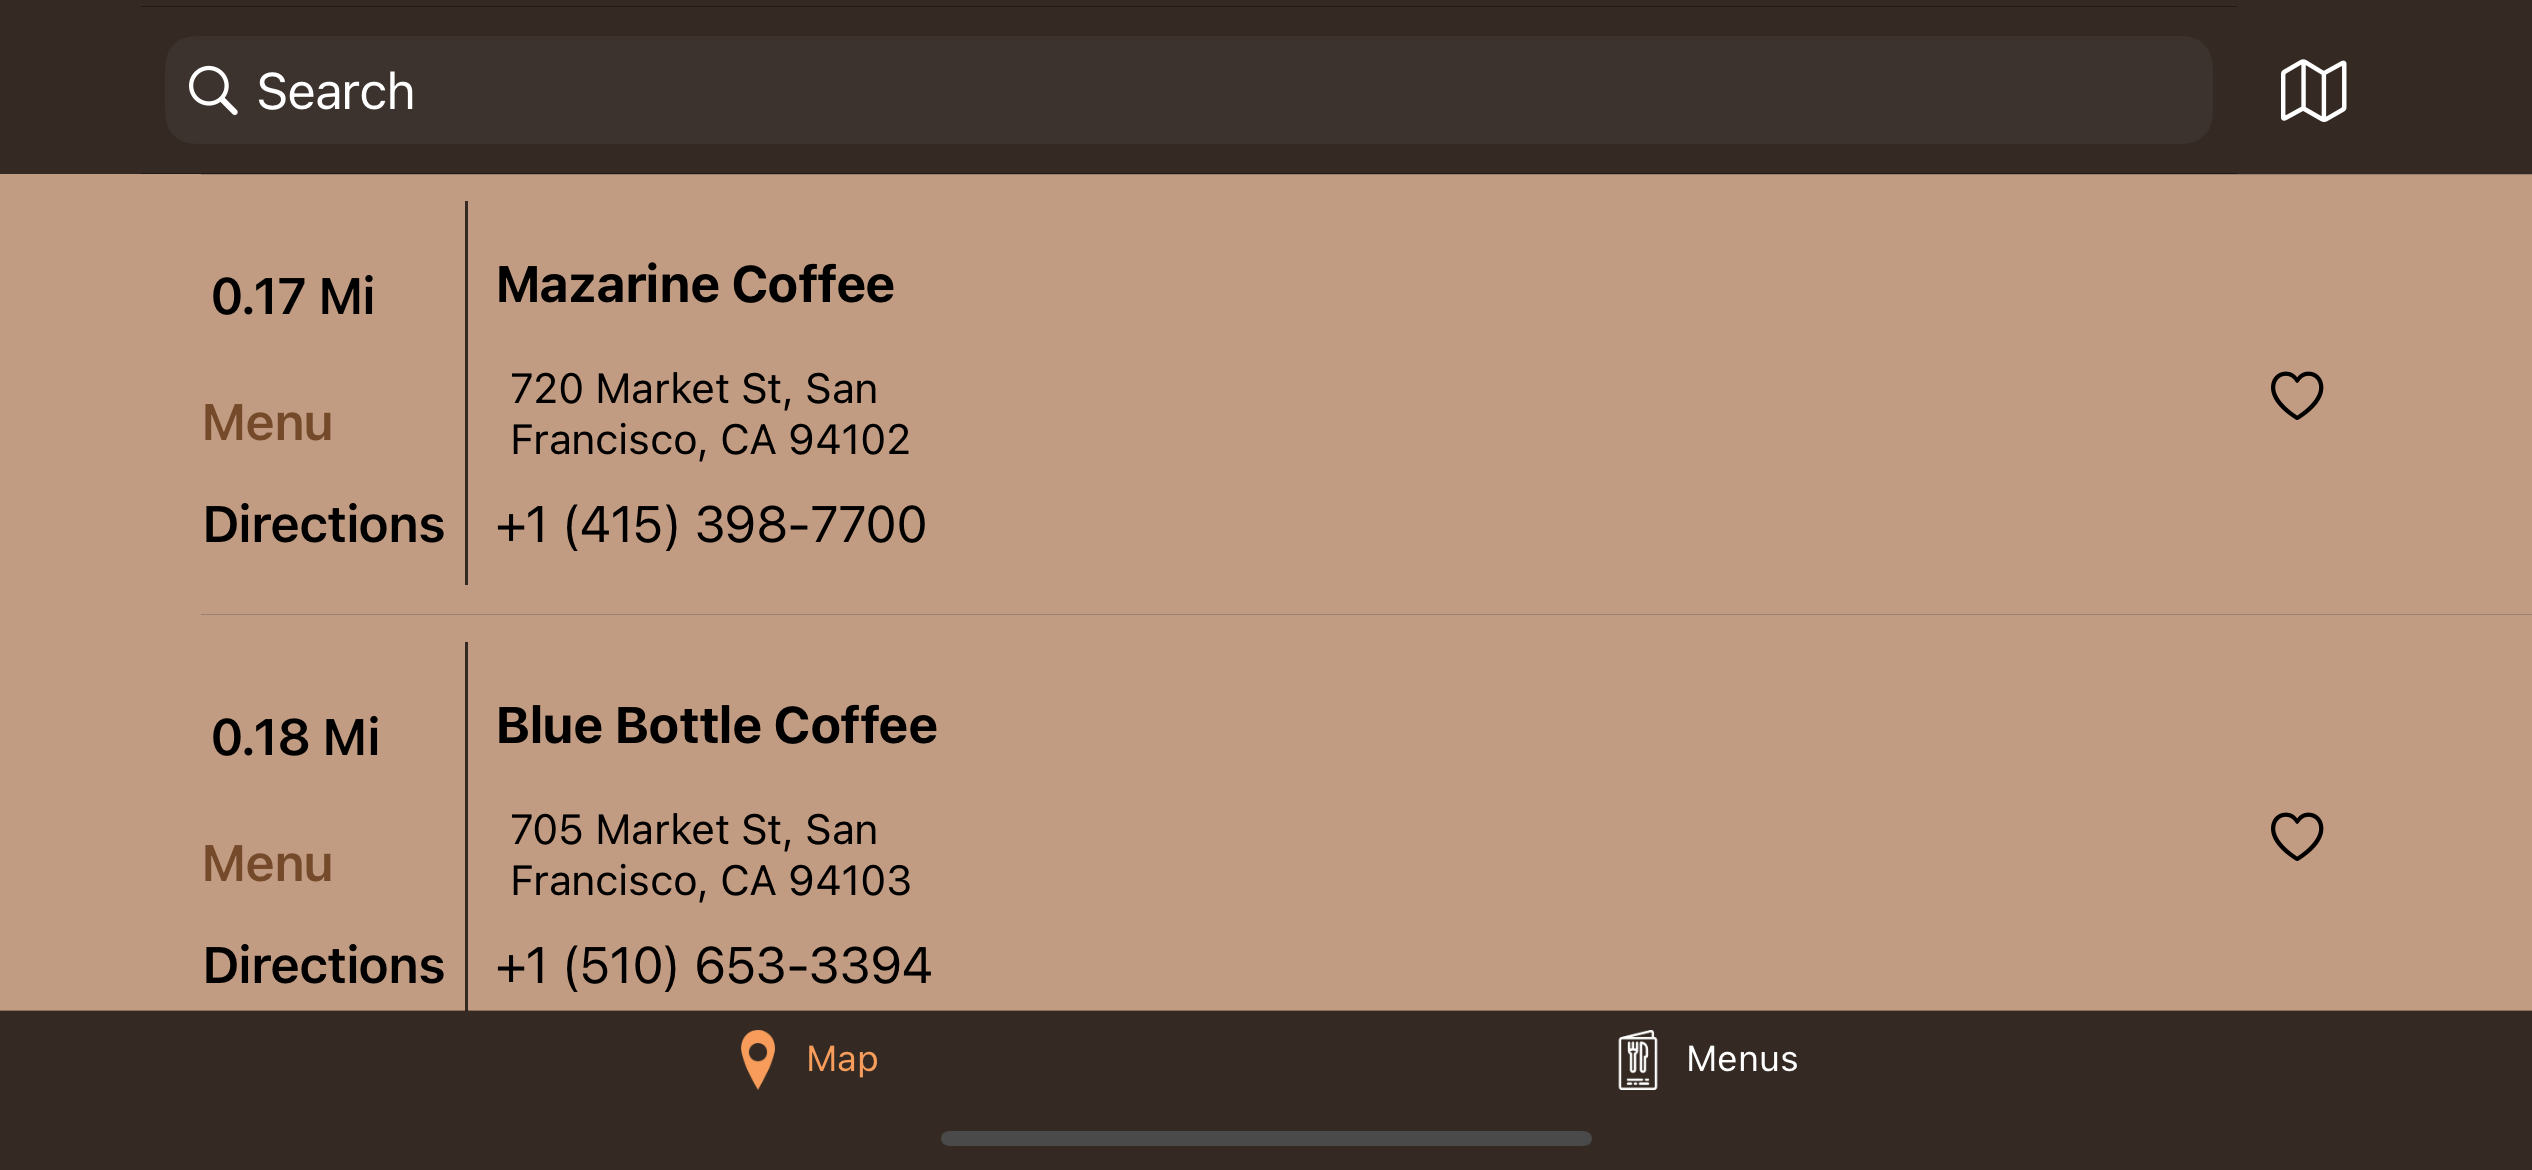 Search
0.17 Mi
Mazarine Coffee
720 Market St, San
Francisco, CA 94102
Menu
Directions
+1 (415) 398-7700
0.18 Mi
Blue Bottle Coffee
705 Market St, San
Francisco, CA 94103
Menu
Directions
+1 (510) 653-3394
Map
Menus